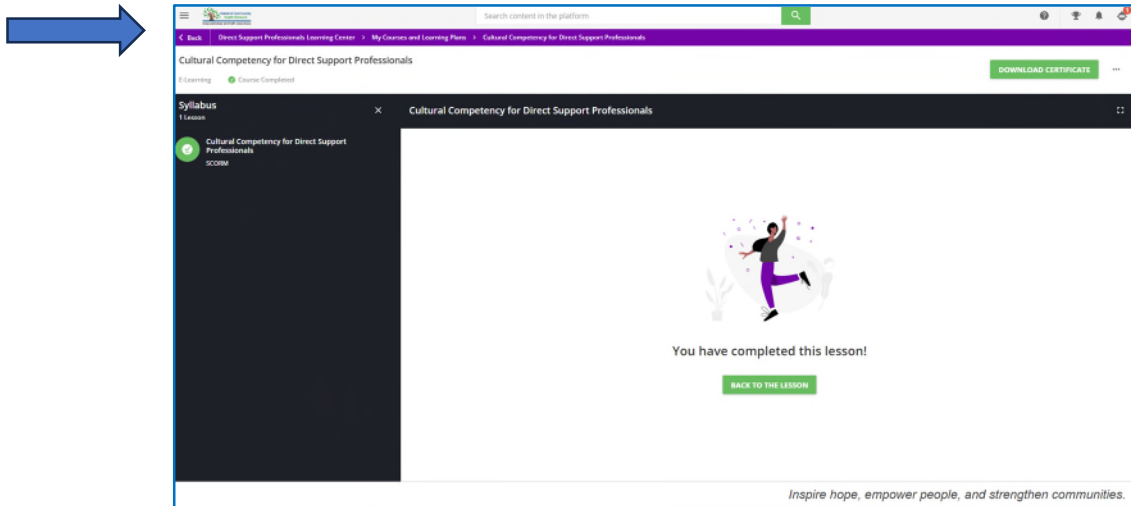 Search content in the platform
Back Direct Support Professionals Learning Center > My Courses and Learning Plans > Cultural Competency for Direct Support Professionals
Cultural Competency for Direct Support Professionals
E-Learning Course Completed
DOWNLOAD CERTIFICATE
Syllabus
1 Lesson
Cultural Competency for Direct Support Professionals
Cultural Competency for Direct Support
Professionals
SCORM
You have completed this lesson!
BACK TO THE LESSON
Inspire hope, empower people, and strengthen communities.